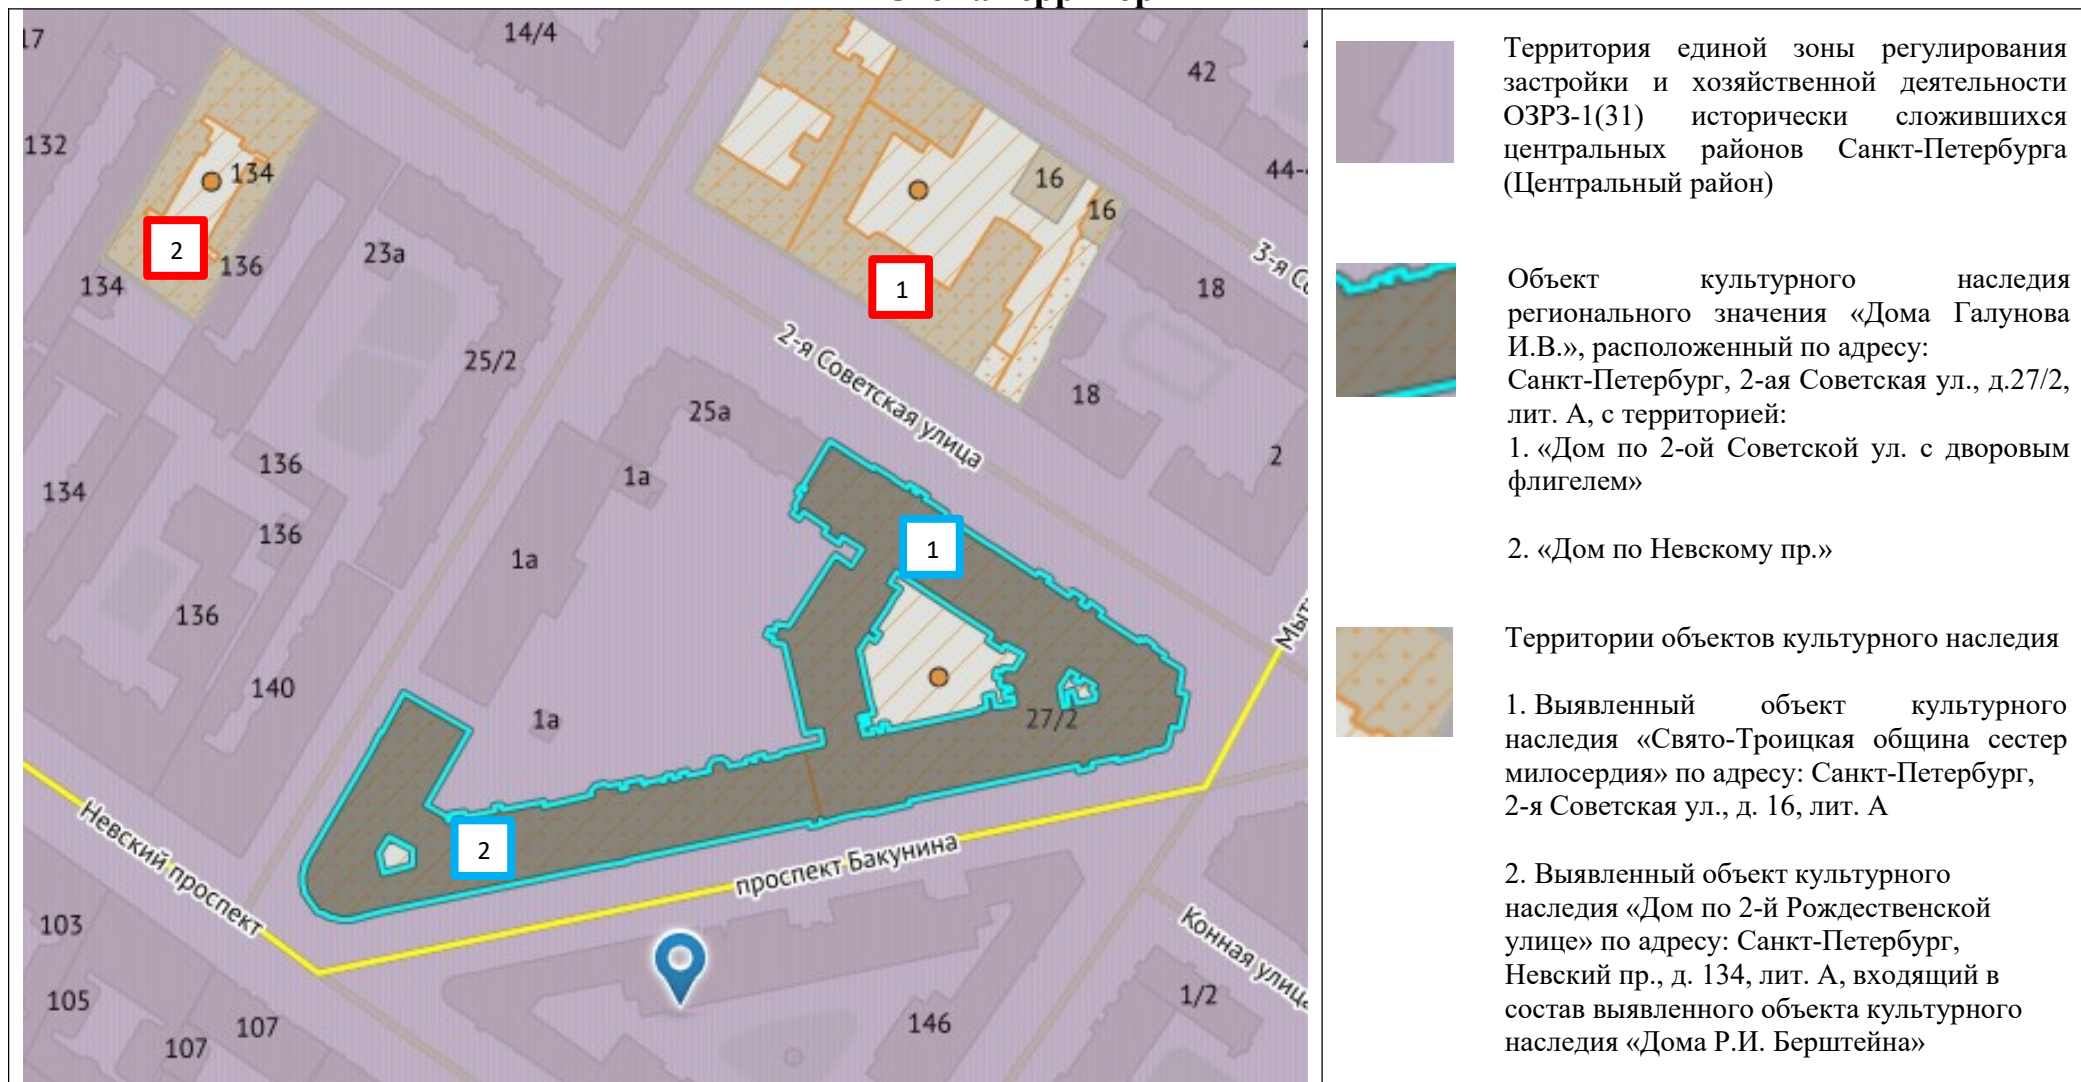 17
14/4
42
132
134
44-
16
16
2
136
134
23а
1
3-я Со
18
25/2
2-я Советская улица
18
25а
136
1а
2
134
136
1
1а
136
Мыт
140
1а
27/2
Невский проспект
2
проспект Бакунина
103
Конная улица
105
107
107
146
1/2
Территория единой зоны регулирования
застройки и хозяйственной деятельности
ОЗРЗ-1(31) исторически сложившихся
центральных районов Санкт-Петербурга
(Центральный район)
Объект культурного наследия
регионального значения «Дома Галунова
И.В.», расположенный по адресу:
Санкт-Петербург, 2-ая Советская ул., д.27/2,
лит. А, с территорией:
1. «Дом по 2-ой Советской ул. с дворовым
флигелем»
2. «Дом по Невскому пр.»
Территории объектов культурного наследия
1. Выявленный объект культурного
наследия «Свято-Троицкая община сестер
милосердия» по адресу: Санкт-Петербург,
2-я Советская ул., д. 16, лит. А
2. Выявленный объект культурного
наследия «Дом по 2-й Рождественской
улице» по адресу: Санкт-Петербург,
Невский пр., д. 134, лит. А, входящий в
состав выявленного объекта культурного
наследия «Дома Р.И. Берштейна»